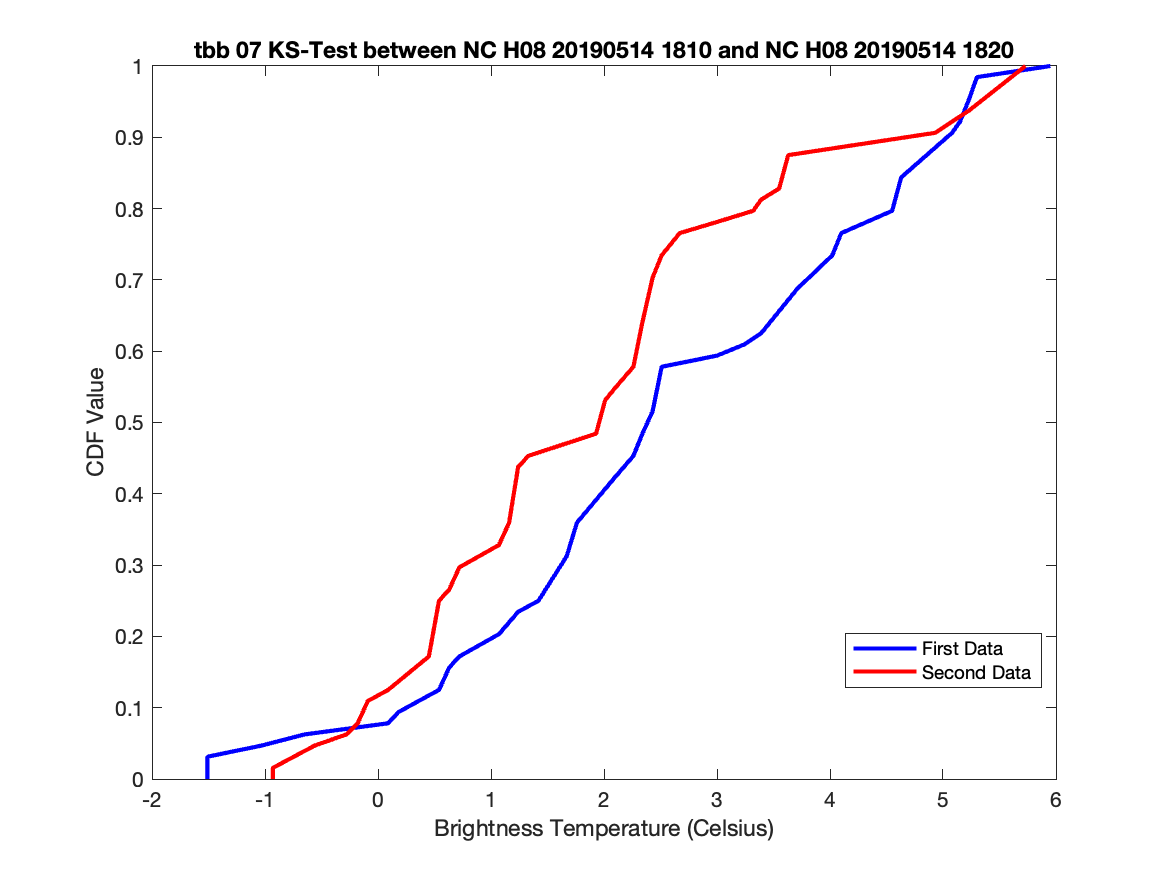 tbb 07 KS-Test between NC H08 20190514 1810 and NC H08 20190514 1820
1
0.9
0.8
0.7
0.6
0.5
0.4
0.3
0.2
0.1
0
CDF Value
First Data
Second Data
-2 -1 0 1 2 3 4 5 6
Brightness Temperature (Celsius)